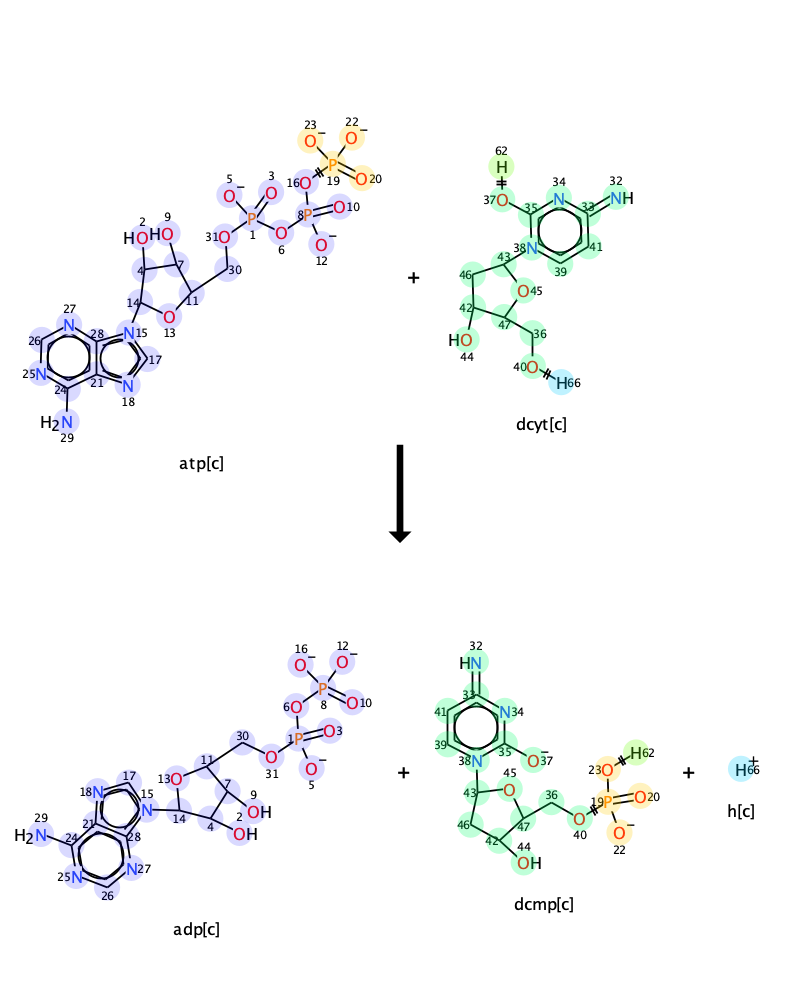 23 22
O⁻ O⁻
62
H
5 3 16 P 19 O 20
O⁻ O O
37 O 34 32
35 N 33 NH
2 9 31 O P 1 8 P O 10
HO HO O 6 O⁻ 12
38 N 41
39
4 7 30
43
+
46 O 45
14 11
O 13
42 47 36
27 N 28 N 15
HO 44
26 17
40 O H 66
25 N 21 N 18
24
H₂N 29
dcyt[c]
atp[c]
16 12 32
O⁻ O⁻ HN
6 O P 8 O 10
33
41 N 34
30 1 P O 3
39 35
H 62
11 O 31 O⁻ 5
38 N O⁻ 37
23 O
13 O 7
+
45
43 O 36 19 P O 20
+
H⁺ 66
18 N 17 15 N 14 4 9 OH
h[c]
29 21 2 OH
46 47 O 40 O⁻ 22
H₂N 24 28
42 44
OH
25 N N 27
26
dcmp[c]
adp[c]